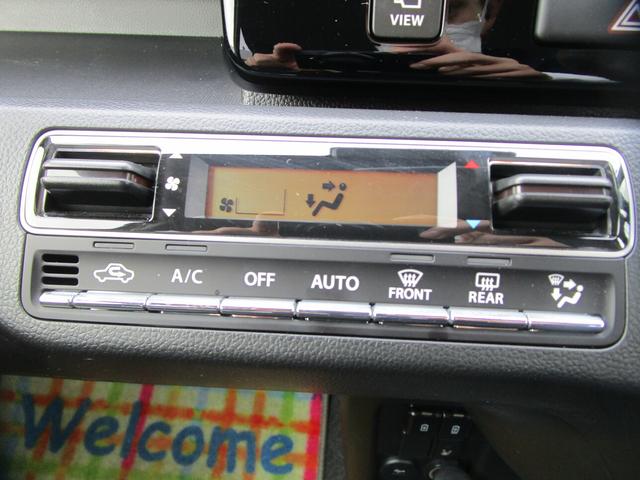 VIEW
A/C OFF AUTO FRONT REAR
Welcome